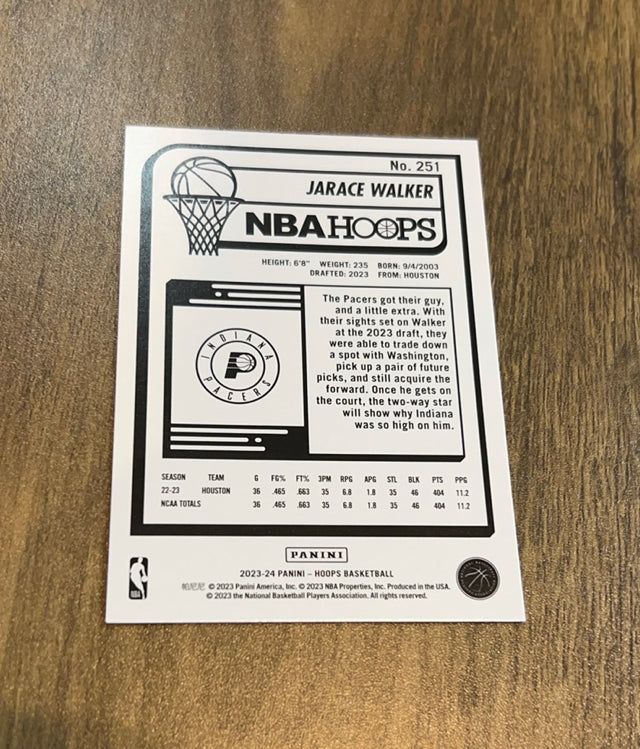 No. 251
JARACE WALKER
NBA HOOPS
HEIGHT: 6'8" WEIGHT: 235 BORN: 9/4/2003
DRAFTED: 2023 FROM: HOUSTON
The Pacers got their guy,
and a little extra. With
their sights set on Walker
at the 2023 draft, they
were able to trade down
a spot with Washington,
pick up a pair of future
picks, and still acquire the
forward. Once he gets on
the court, the two-way star
will show why Indiana
was so high on him.
INDIANA
P
PACERS
SEASON TEAM G FG% FT% 3PM RPG APG STL BLK PTS PPG
22-23 HOUSTON 36 .465 .663 35 6.8 1.8 35 46 404 11.2
NCAA TOTALS 36 .465 .663 35 6.8 1.8 35 46 404 11.2
PANINI
2023-24 PANINI – HOOPS BASKETBALL
帕尼尼 © 2023 Panini America, Inc. © 2023 NBA Properties, Inc. Produced in the USA.
© 2023 the National Basketball Players Association. All rights reserved.
NBA